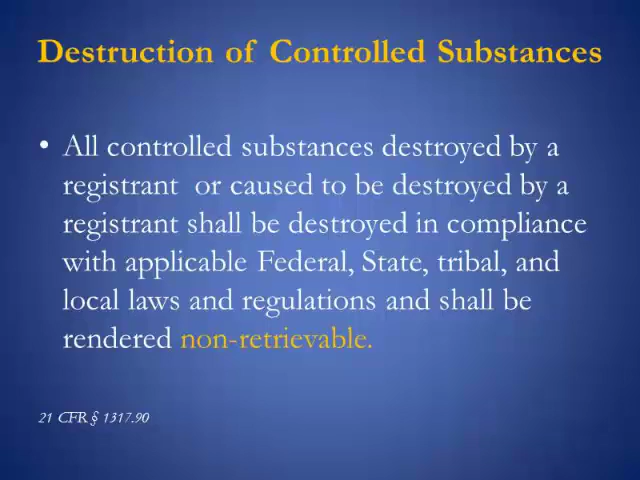 Destruction of Controlled Substances
• All controlled substances destroyed by a
registrant or caused to be destroyed by a
registrant shall be destroyed in compliance
with applicable Federal, State, tribal, and
local laws and regulations and shall be
rendered non-retrievable.
21 CFR § 1317.90